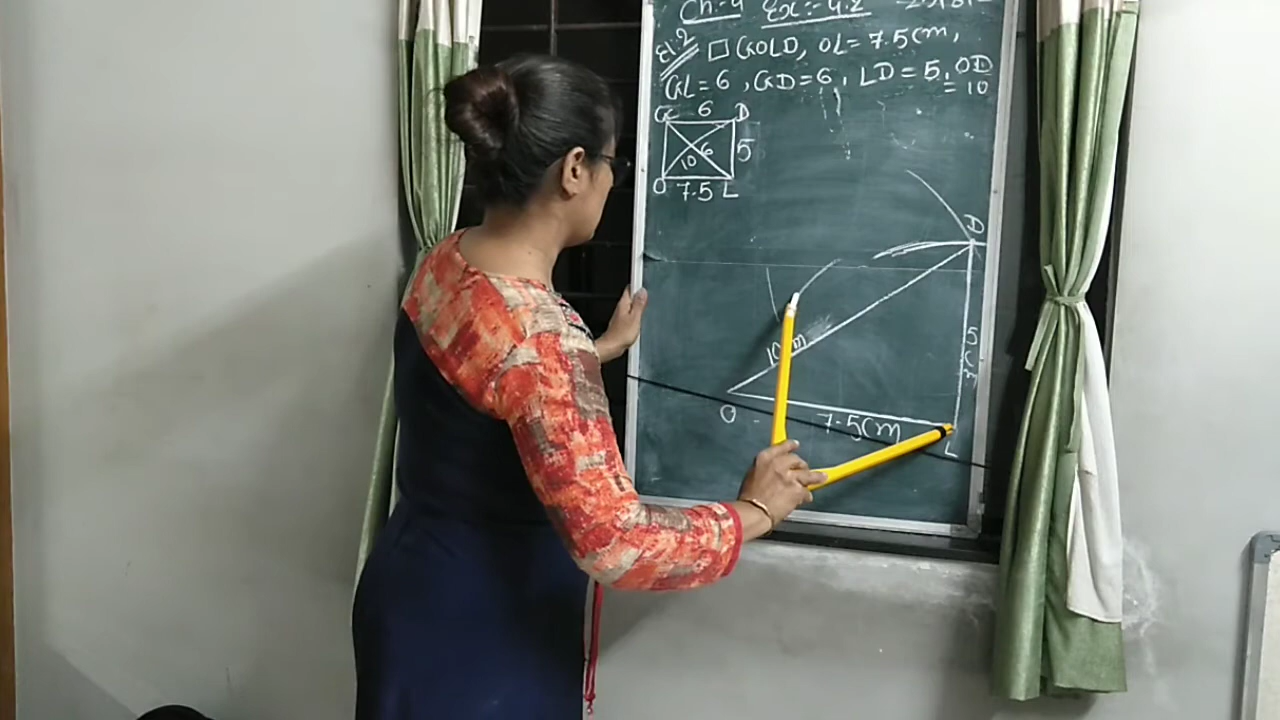 Ch:-4 Ex:-4.2
Q.2 □ GOLD, OL = 7.5cm,
GL = 6, GD = 6, LD = 5, OD = 10
G 6 D
10 6 5
O 7.5 L
D
10cm
5cm
O
7.5cm
L